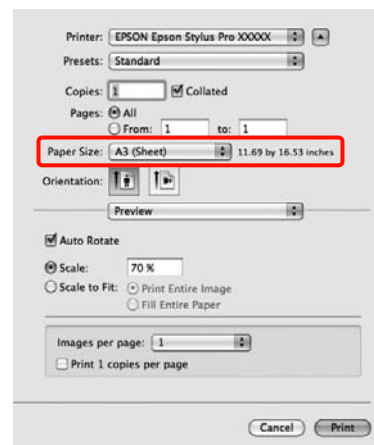 Printer: EPSON Epson Stylus Pro XXXXX
Presets: Standard
Copies: 1 Collated
Pages: All
From: 1 to: 1
Paper Size: A3 (Sheet) 11.69 by 16.53 inches
Orientation:
Preview
Auto Rotate
Scale: 70 %
Scale to Fit: Print Entire Image
Fill Entire Paper
Images per page: 1
Print 1 copies per page
Cancel Print